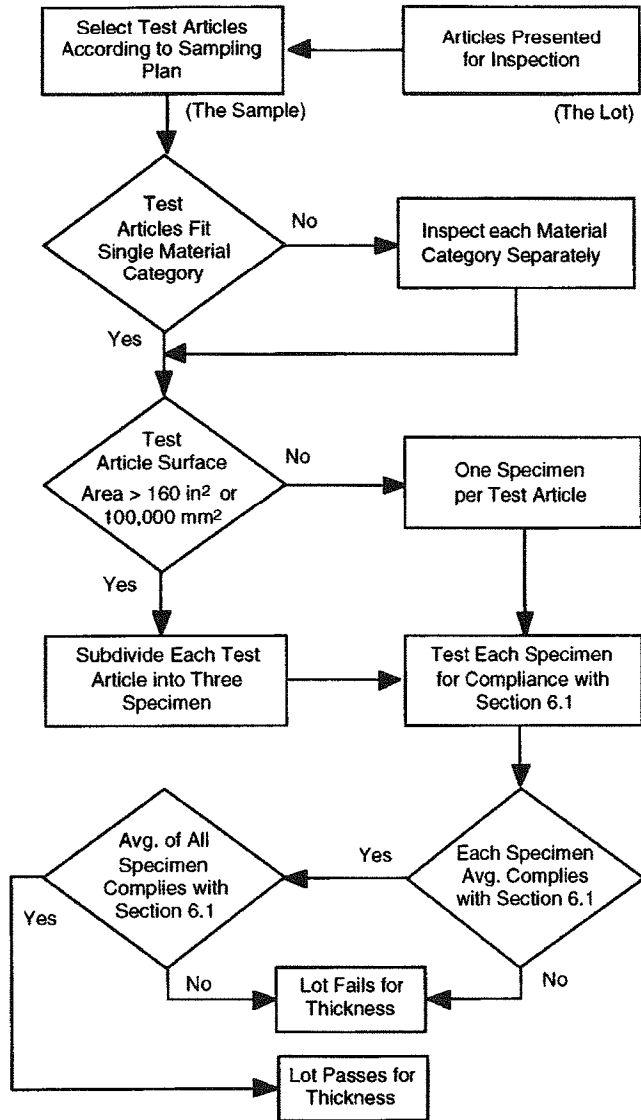 Select Test Articles
According to Sampling
Plan
Articles Presented
for Inspection
(The Sample)
(The Lot)
Test
Articles Fit
Single Material
Category
No
Inspect each Material
Category Separately
Yes
Test
Article Surface
Area > 160 in² or
100,000 mm²
No
One Specimen
per Test Article
Yes
Subdivide Each Test
Article into Three
Specimen
Test Each Specimen
for Compliance with
Section 6.1
Avg. of All
Specimen
Complies with
Section 6.1
Yes
Each Specimen
Avg. Complies
with Section 6.1
Yes
No
Lot Fails for
Thickness
No
Lot Passes for
Thickness